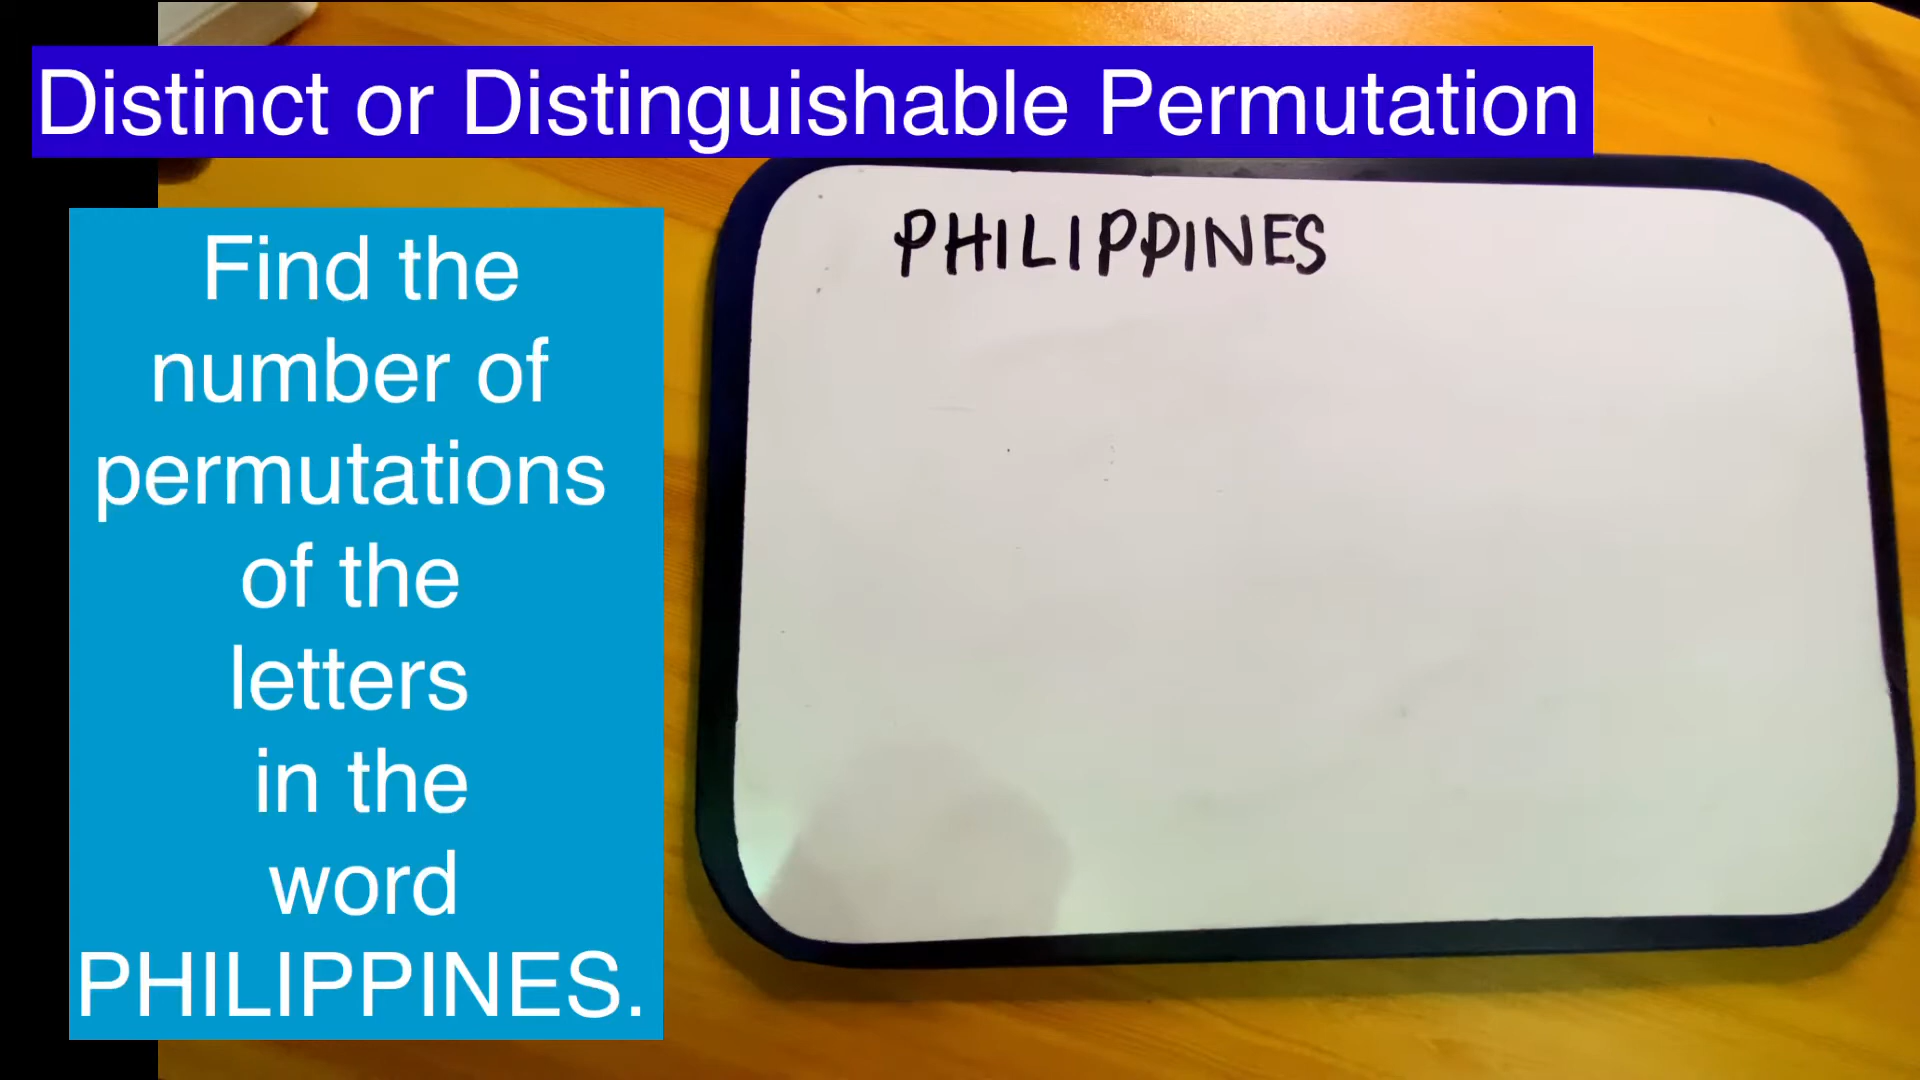 Distinct or Distinguishable Permutation
Find the
number of
permutations
of the
letters
in the
word
PHILIPPINES.
PHILIPPINES